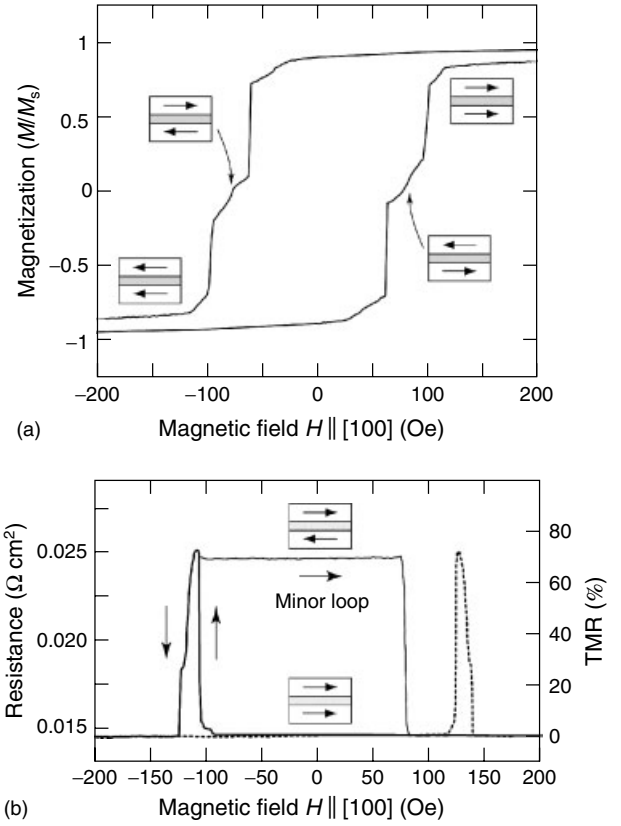 Magnetization (M/Ms)
1
0.5
0
−0.5
−1
−200 −100 0 100 200
(a) Magnetic field H || [100] (Oe)
Resistance (Ω cm²)
0.025
0.020
0.015
Minor loop
80
60
40
20
0
TMR (%)
−200 −150 −100 −50 0 50 100 150 200
(b) Magnetic field H || [100] (Oe)